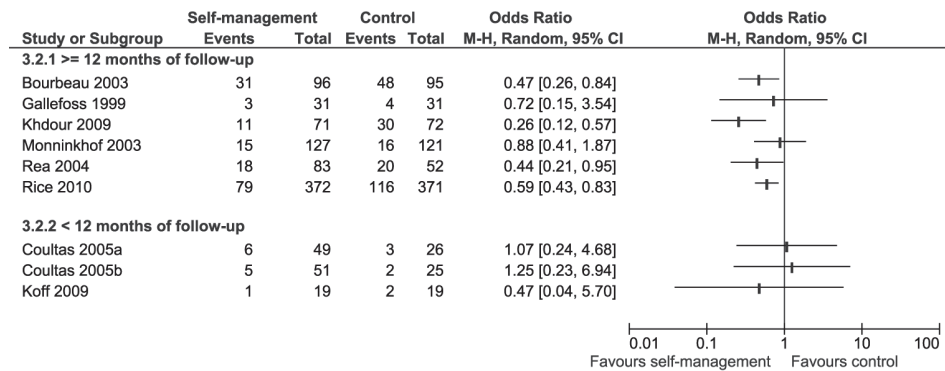 Self-management Control Odds Ratio Odds Ratio
Study or Subgroup Events Total Events Total M-H, Random, 95% CI M-H, Random, 95% CI
3.2.1 >= 12 months of follow-up
Bourbeau 2003 31 96 48 95 0.47 [0.26, 0.84]
Gallefoss 1999 3 31 4 31 0.72 [0.15, 3.54]
Khdour 2009 11 71 30 72 0.26 [0.12, 0.57]
Monninkhof 2003 15 127 16 121 0.88 [0.41, 1.87]
Rea 2004 18 83 20 52 0.44 [0.21, 0.95]
Rice 2010 79 372 116 371 0.59 [0.43, 0.83]
3.2.2 < 12 months of follow-up
Coultas 2005a 6 49 3 26 1.07 [0.24, 4.68]
Coultas 2005b 5 51 2 25 1.25 [0.23, 6.94]
Koff 2009 1 19 2 19 0.47 [0.04, 5.70]
0.01 0.1 1 10 100
Favours self-management Favours control